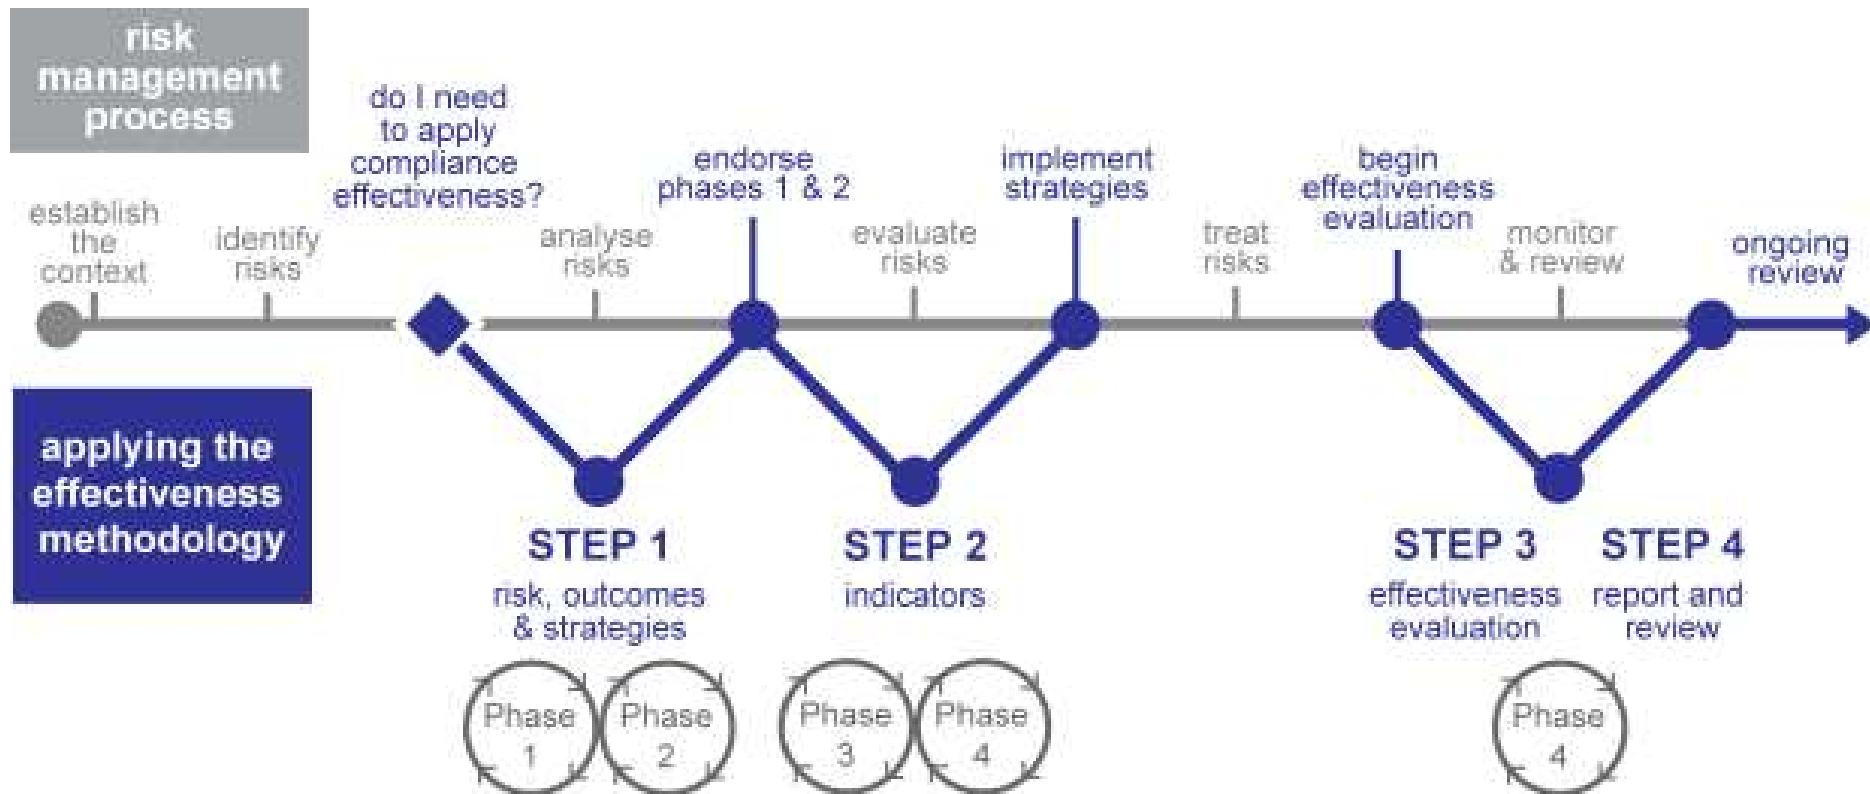 risk
management
process
do I need
to apply
compliance
effectiveness?
endorse
phases 1 & 2
implement
strategies
begin
effectiveness
evaluation
establish
the
context
identify
risks
analyse
risks
evaluate
risks
treat
risks
monitor
& review
ongoing
review
applying the
effectiveness
methodology
STEP 1
risk, outcomes
& strategies
STEP 2
indicators
STEP 3
effectiveness
evaluation
STEP 4
report and
review
Phase
1
Phase
2
Phase
3
Phase
4
Phase
4